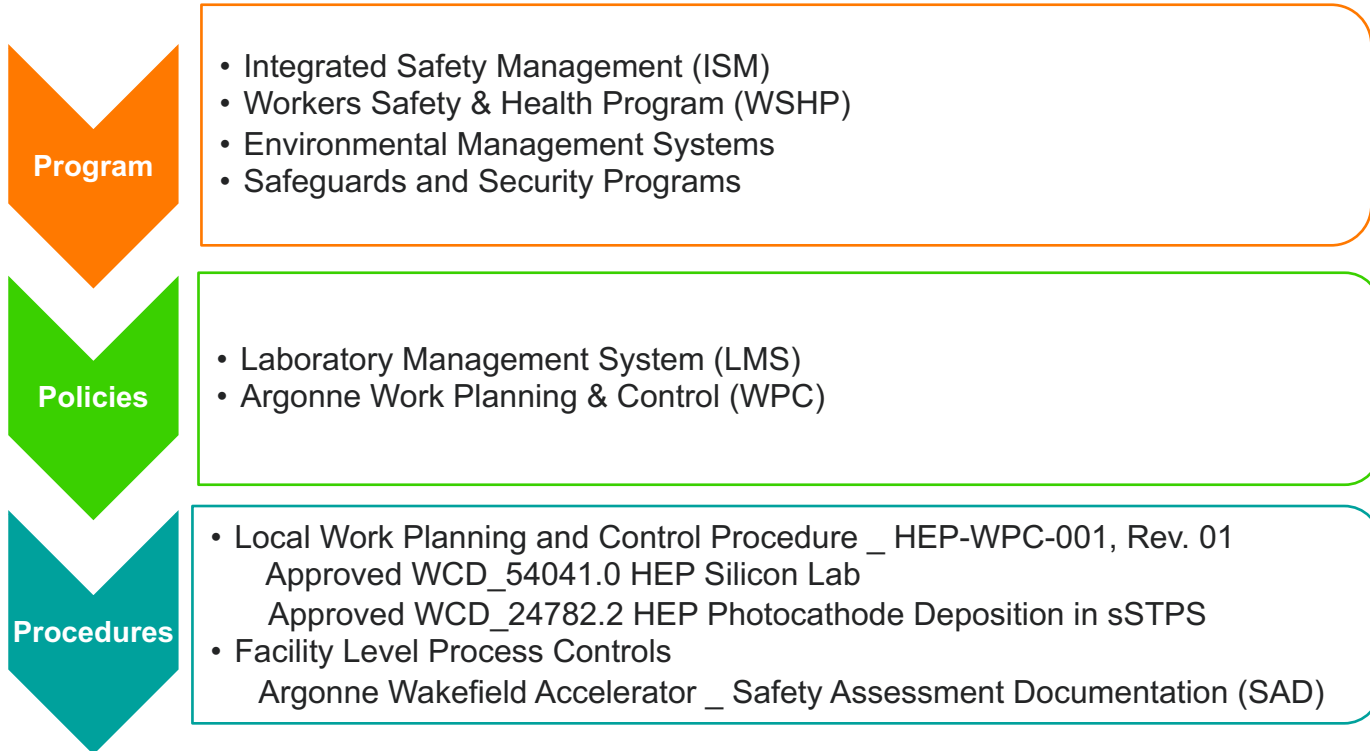 Program
• Integrated Safety Management (ISM)
• Workers Safety & Health Program (WSHP)
• Environmental Management Systems
• Safeguards and Security Programs
Policies
• Laboratory Management System (LMS)
• Argonne Work Planning & Control (WPC)
Procedures
• Local Work Planning and Control Procedure _ HEP-WPC-001, Rev. 01
Approved WCD_54041.0 HEP Silicon Lab
Approved WCD_24782.2 HEP Photocathode Deposition in sSTPS
• Facility Level Process Controls
Argonne Wakefield Accelerator _ Safety Assessment Documentation (SAD)